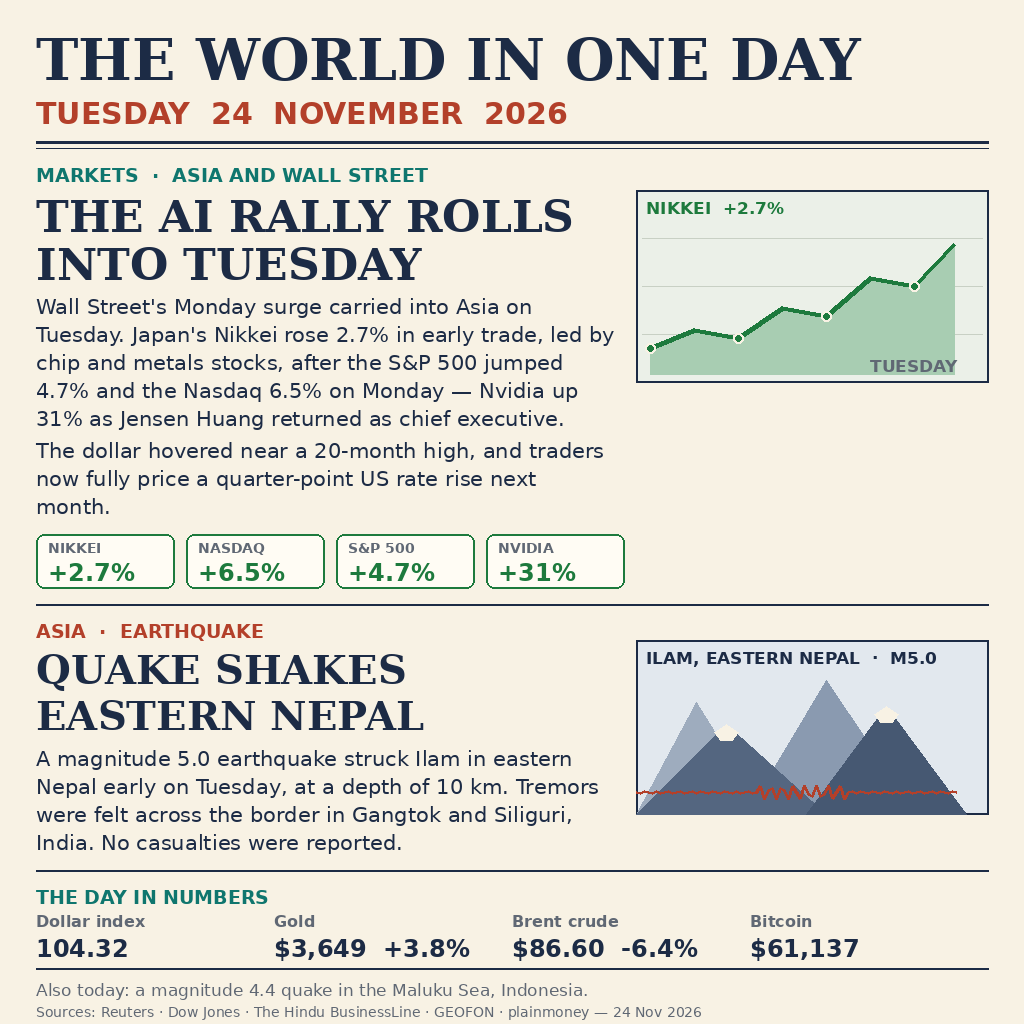 THE WORLD IN ONE DAY
TUESDAY 24 NOVEMBER 2026
MARKETS · ASIA AND WALL STREET
THE AI RALLY ROLLS
INTO TUESDAY
Wall Street's Monday surge carried into Asia on
Tuesday. Japan's Nikkei rose 2.7% in early trade, led by
chip and metals stocks, after the S&P 500 jumped
4.7% and the Nasdaq 6.5% on Monday — Nvidia up
31% as Jensen Huang returned as chief executive.
The dollar hovered near a 20-month high, and traders
now fully price a quarter-point US rate rise next
month.
NIKKEI +2.7%
TUESDAY
NIKKEI
+2.7%
NASDAQ
+6.5%
S&P 500
+4.7%
NVIDIA
+31%
ASIA · EARTHQUAKE
QUAKE SHAKES
EASTERN NEPAL
A magnitude 5.0 earthquake struck Ilam in eastern
Nepal early on Tuesday, at a depth of 10 km. Tremors
were felt across the border in Gangtok and Siliguri,
India. No casualties were reported.
ILAM, EASTERN NEPAL · M5.0
THE DAY IN NUMBERS
Dollar index
104.32
Gold
$3,649 +3.8%
Brent crude
$86.60 -6.4%
Bitcoin
$61,137
Also today: a magnitude 4.4 quake in the Maluku Sea, Indonesia.
Sources: Reuters · Dow Jones · The Hindu BusinessLine · GEOFON · plainmoney — 24 Nov 2026